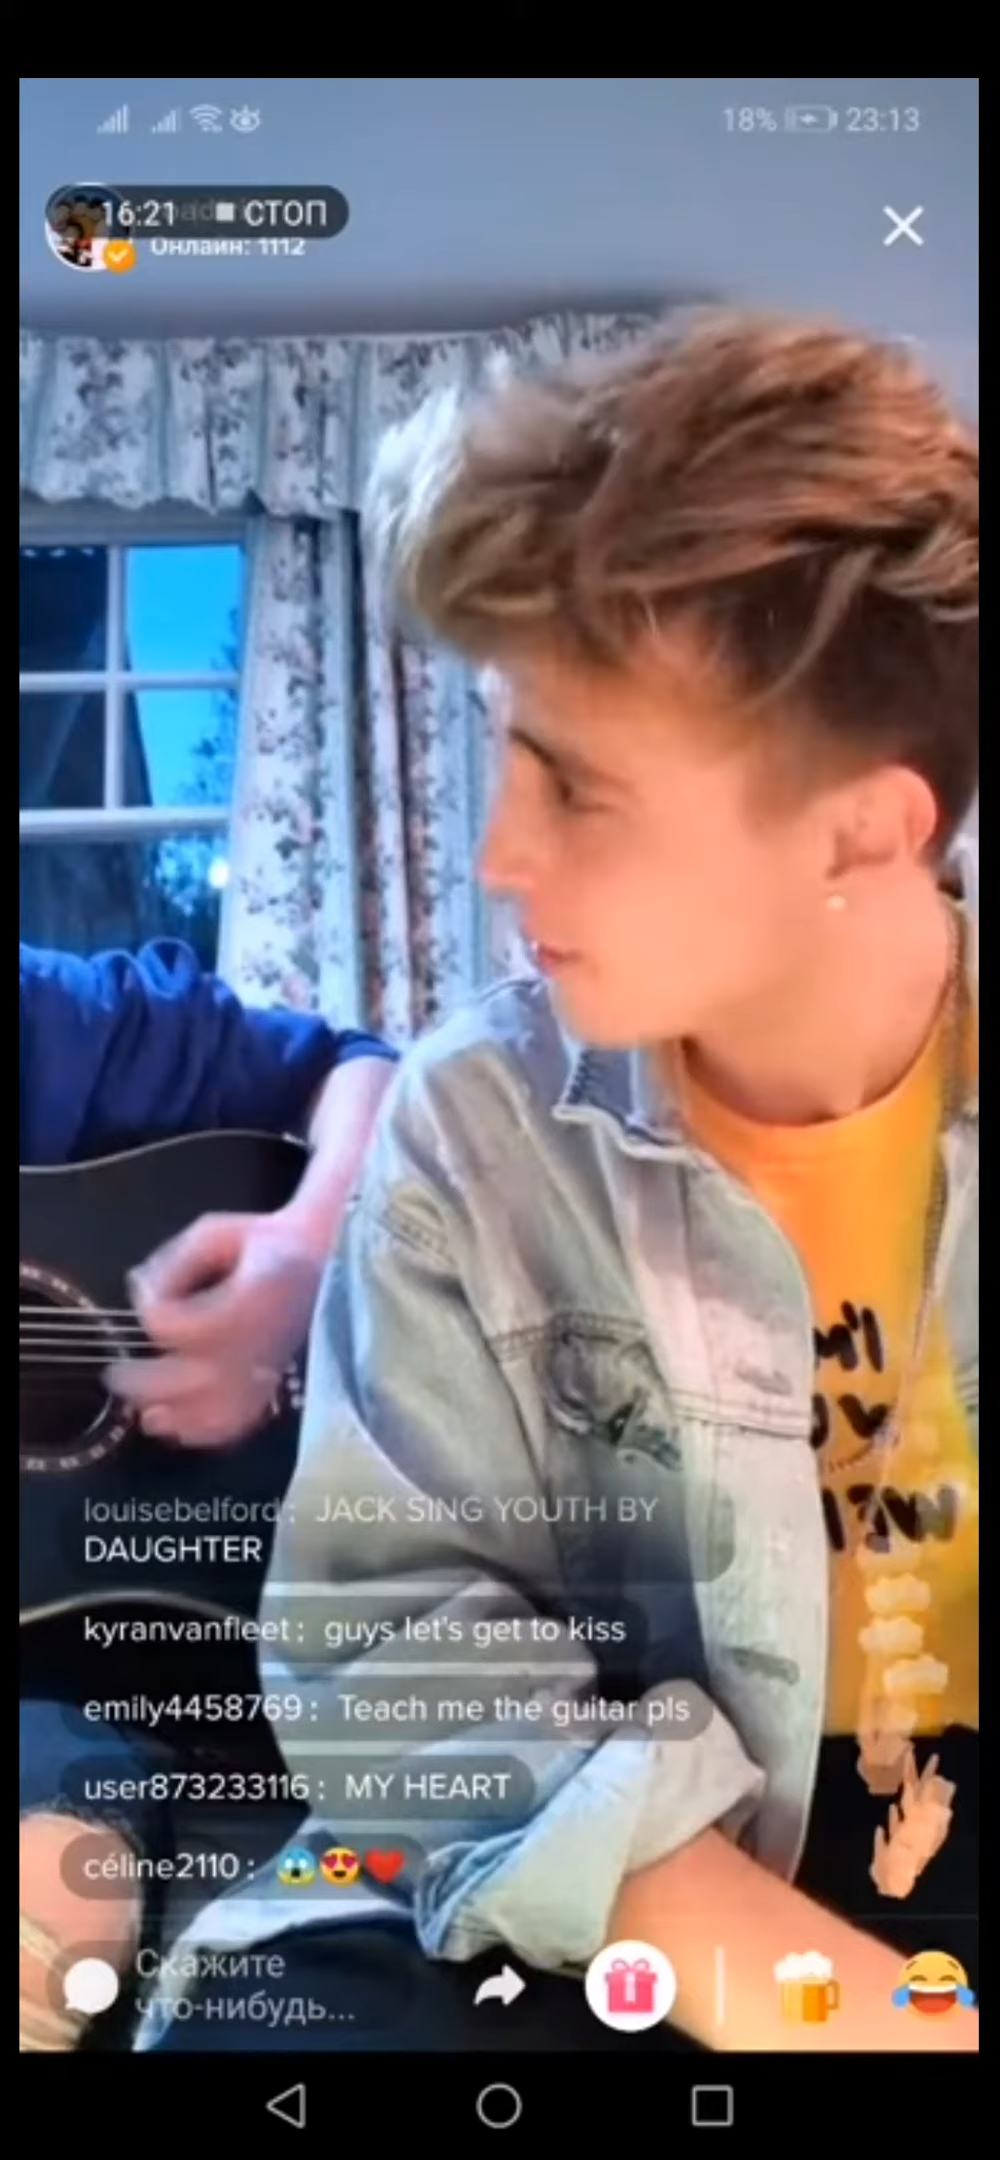 18% 23:13
16:21 СТОП
Онлайн: 1112
I'M
louisebelford: JACK SING YOUTH BY
DAUGHTER
kyranvanfleet: guys let's get to kiss
emily4458769: Teach me the guitar pls
user873233116: MY HEART
céline2110: 😱😍❤️
Скажите
что-нибудь...